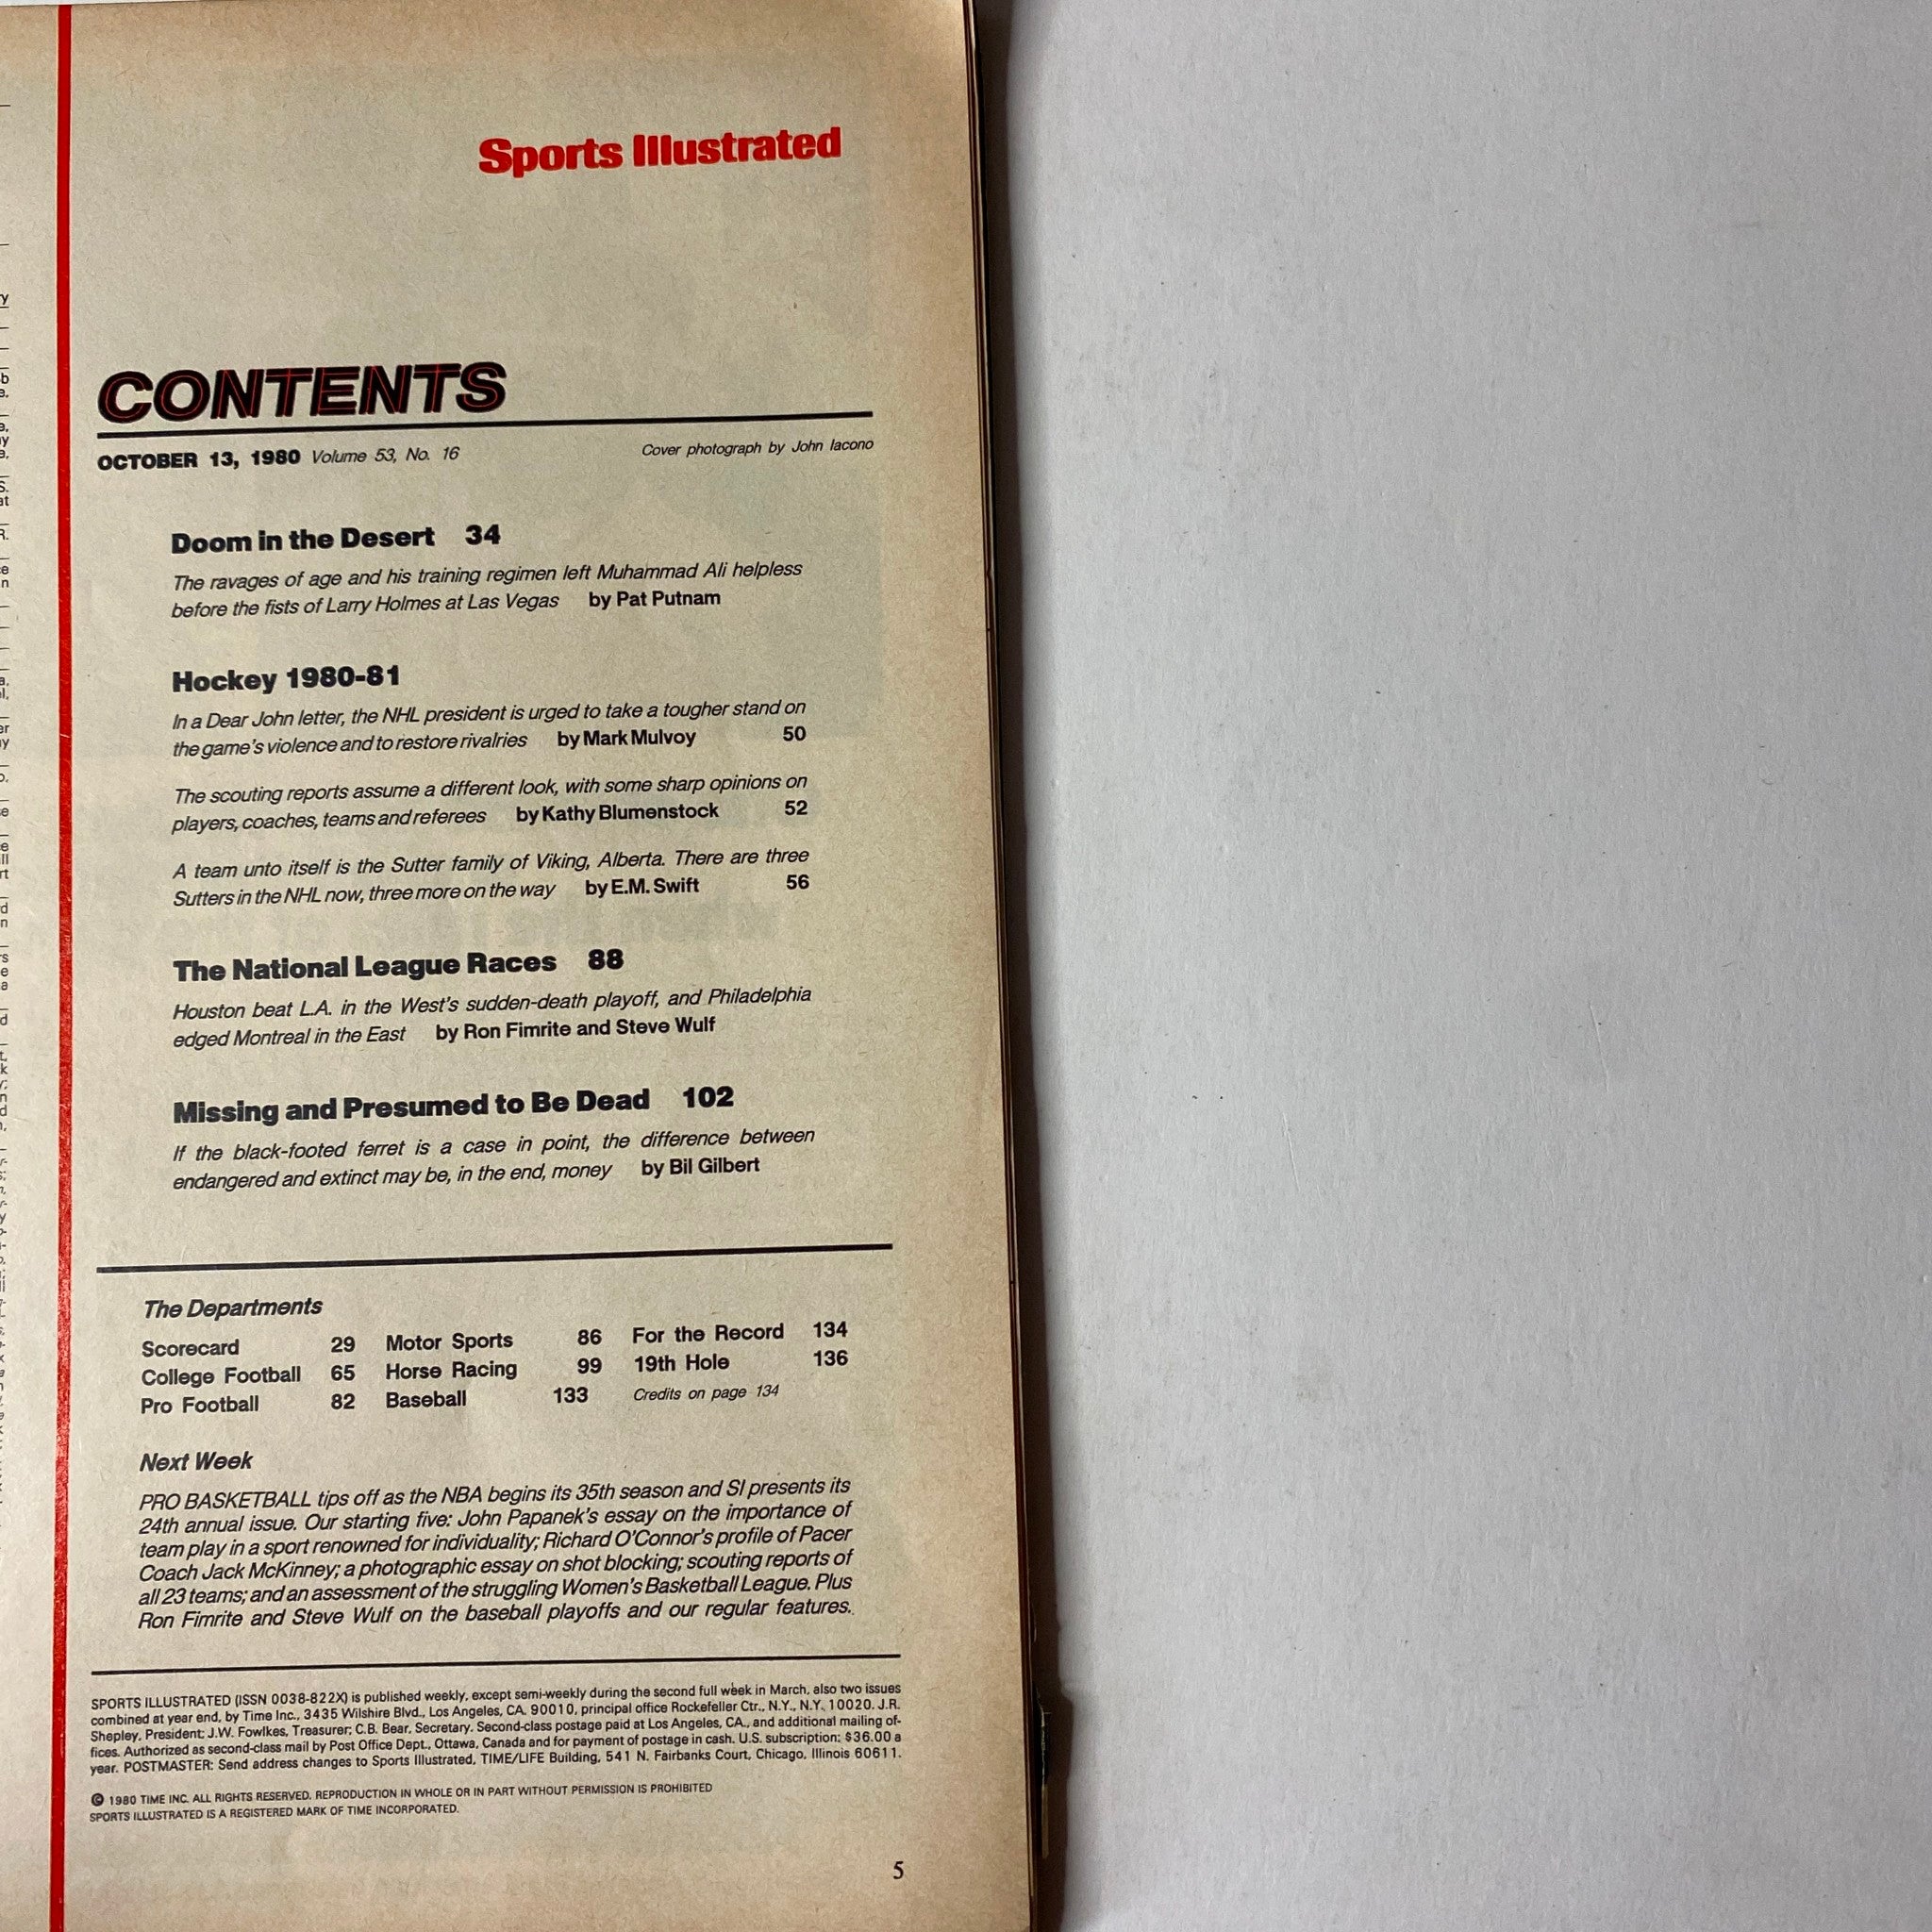 Sports Illustrated
CONTENTS
OCTOBER 13, 1980 Volume 53, No. 16 Cover photograph by John Iacono
Doom in the Desert 34
The ravages of age and his training regimen left Muhammad Ali helpless
before the fists of Larry Holmes at Las Vegas by Pat Putnam
Hockey 1980-81
In a Dear John letter, the NHL president is urged to take a tougher stand on
the game's violence and to restore rivalries by Mark Mulvoy 50
The scouting reports assume a different look, with some sharp opinions on
players, coaches, teams and referees by Kathy Blumenstock 52
A team unto itself is the Sutter family of Viking, Alberta. There are three
Sutters in the NHL now, three more on the way by E.M. Swift 56
The National League Races 88
Houston beat L.A. in the West's sudden-death playoff, and Philadelphia
edged Montreal in the East by Ron Fimrite and Steve Wulf
Missing and Presumed to Be Dead 102
If the black-footed ferret is a case in point, the difference between
endangered and extinct may be, in the end, money by Bil Gilbert
The Departments
Scorecard 29 Motor Sports 86 For the Record 134
College Football 65 Horse Racing 99 19th Hole 136
Pro Football 82 Baseball 133 Credits on page 134
Next Week
PRO BASKETBALL tips off as the NBA begins its 35th season and SI presents its
24th annual issue. Our starting five: John Papanek's essay on the importance of
team play in a sport renowned for individuality; Richard O'Connor's profile of Pacer
Coach Jack McKinney; a photographic essay on shot blocking; scouting reports of
all 23 teams; and an assessment of the struggling Women's Basketball League. Plus
Ron Fimrite and Steve Wulf on the baseball playoffs and our regular features.
SPORTS ILLUSTRATED (ISSN 0038-822X) is published weekly, except semi-weekly during the second full week in March, also two issues
combined at year end, by Time Inc., 3435 Wilshire Blvd., Los Angeles, CA. 90010, principal office Rockefeller Ctr., N.Y., N.Y. 10020. J.R.
Shepley, President; J.W. Fowlkes, Treasurer; C.B. Bear, Secretary. Second-class postage paid at Los Angeles, CA., and additional mailing of-
fices. Authorized as second-class mail by Post Office Dept., Ottawa, Canada and for payment of postage in cash. U.S. subscription: $36.00 a
year. POSTMASTER: Send address changes to Sports Illustrated, TIME/LIFE Building, 541 N. Fairbanks Court, Chicago, Illinois 60611.
© 1980 TIME INC. ALL RIGHTS RESERVED. REPRODUCTION IN WHOLE OR IN PART WITHOUT PERMISSION IS PROHIBITED
SPORTS ILLUSTRATED IS A REGISTERED MARK OF TIME INCORPORATED.
5